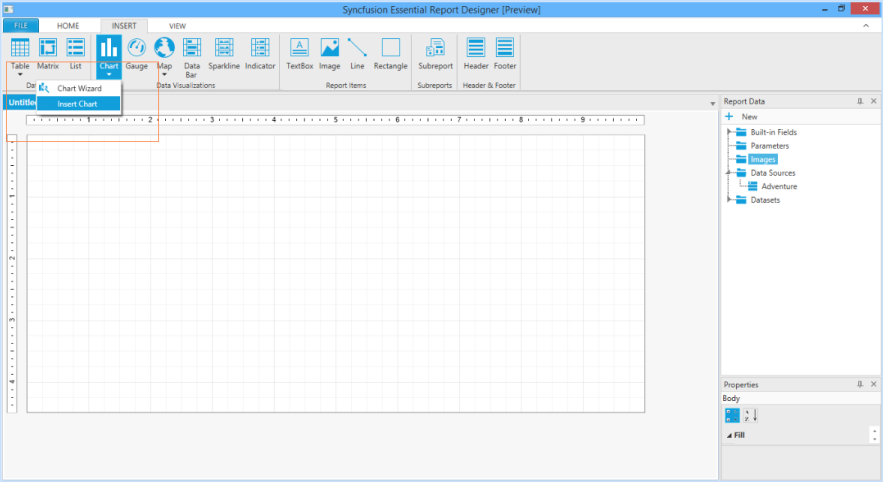 Syncfusion Essential Report Designer [Preview]
FILE HOME INSERT VIEW
Table Matrix List Chart Gauge Map Data Bar Sparkline Indicator TextBox Image Line Rectangle Subreport Header Footer
Da Data Visualizations Report Items Subreports Header & Footer
Chart Wizard
Insert Chart
Untitle
1 2 3 4 5 6 7 8 9
1
2
3
4
Report Data
New
Built-in Fields
Parameters
Images
Data Sources
Adventure
Datasets
Properties
Body
Fill